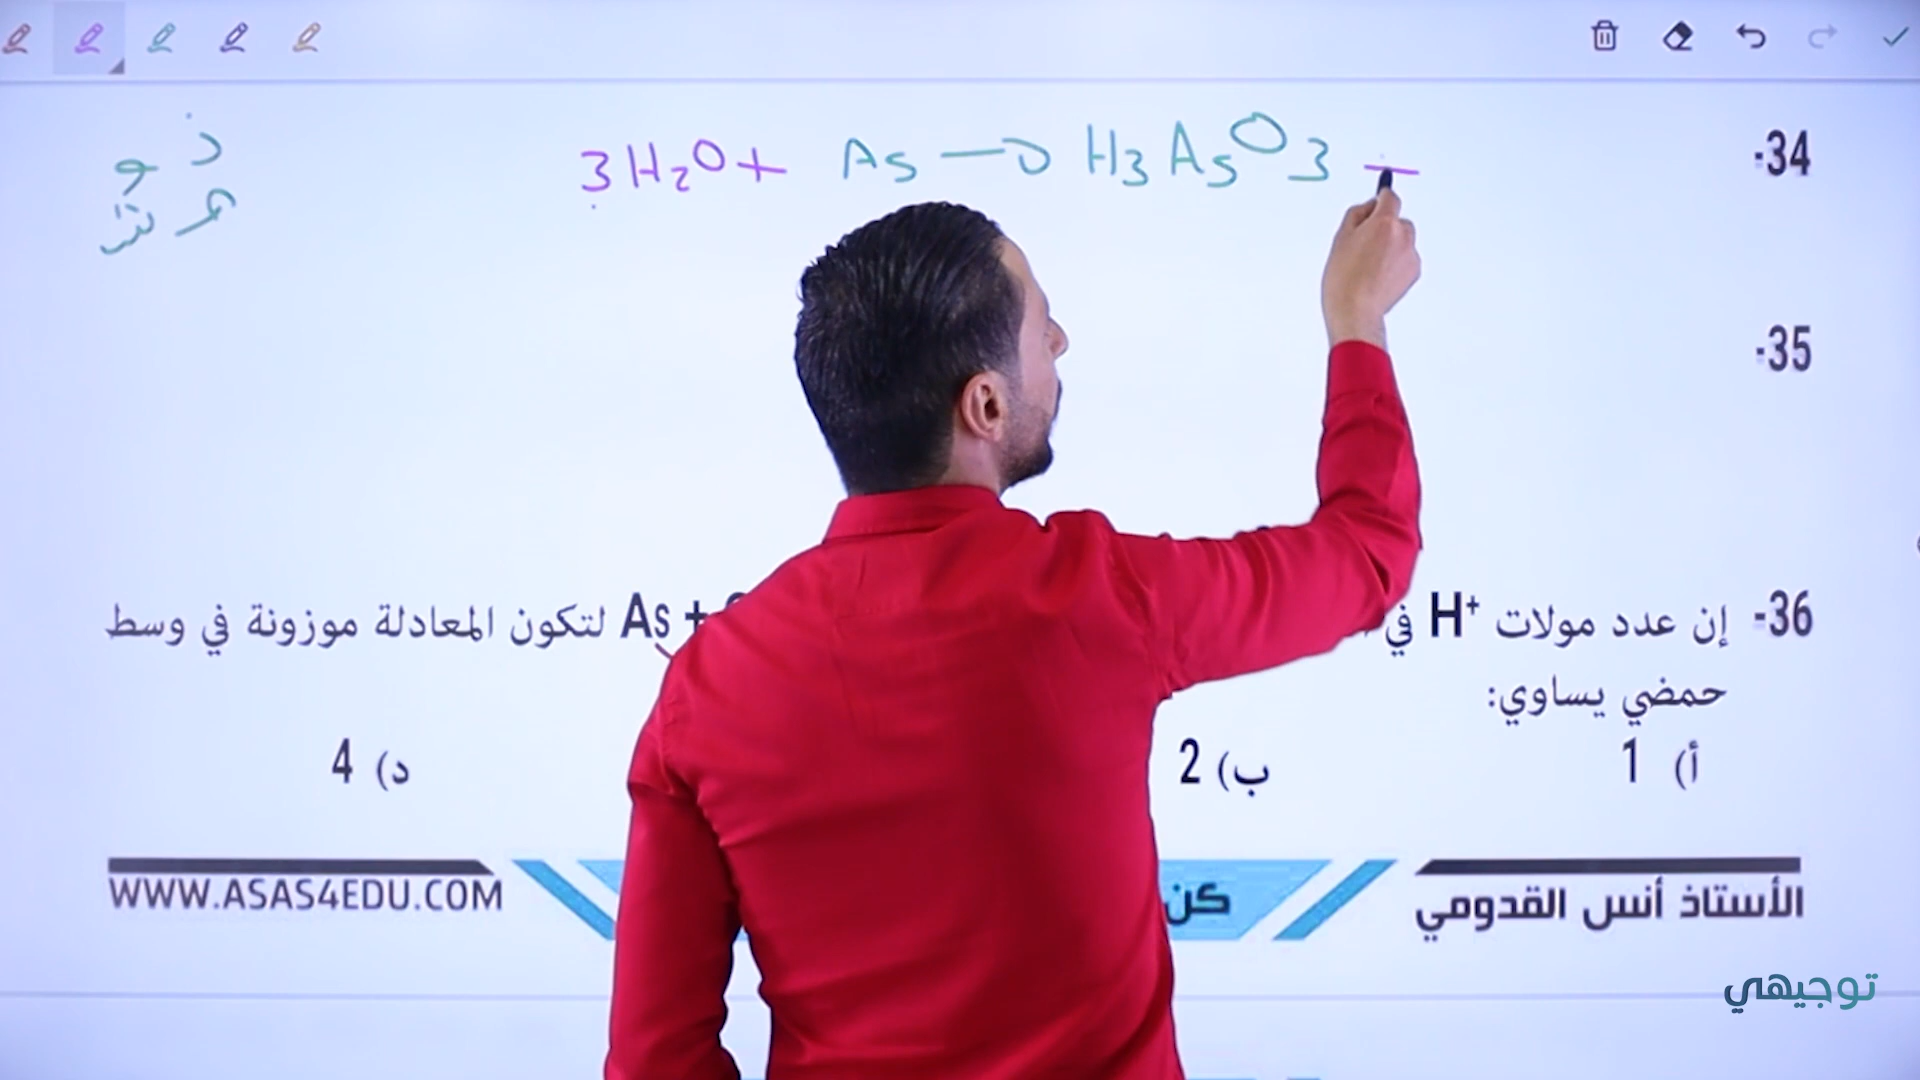 -34
3H₂O + As → H₃AsO₃ +
-35
36- إن عدد مولات H⁺ في As + لتكون المعادلة موزونة في وسط
حمضي يساوي:
أ) 1 ب) 2 د) 4
الأستاذ أنس القدومي كن WWW.ASAS4EDU.COM
توجيهي